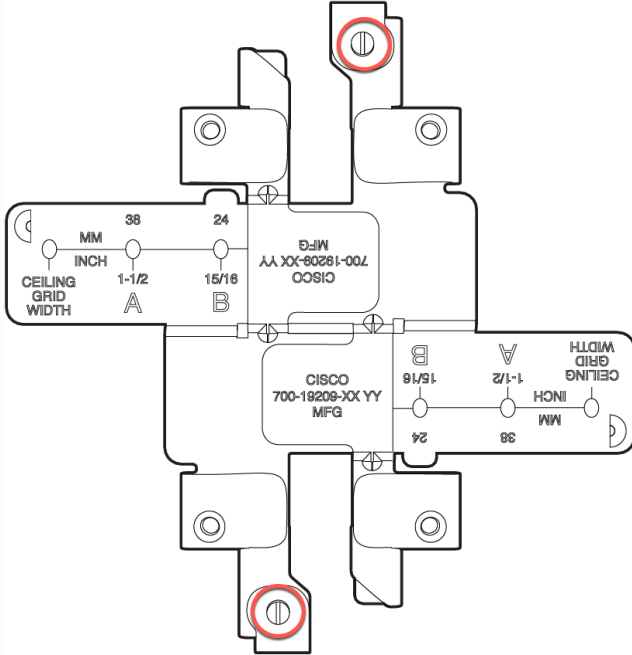 38 24
MM
INCH
1-1/2 15/16
CEILING
GRID
WIDTH
A B
CISCO
700-19209-XX YY
MFG
CISCO
700-19209-XX YY
MFG
B A
15/16 1-1/2
CEILING
GRID
WIDTH
INCH
MM
24 38